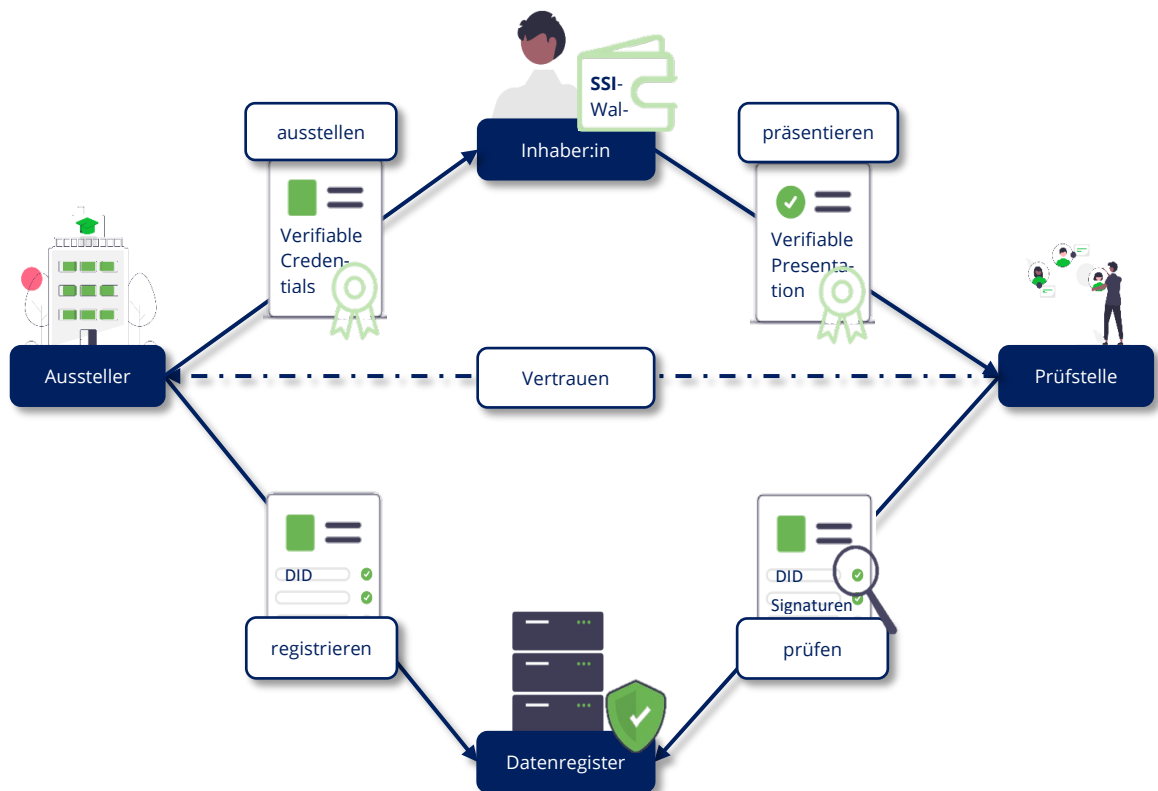 SSI-
Wal-
ausstellen
Inhaber:in
präsentieren
Verifiable
Creden-
tials
Verifiable
Presenta-
tion
Aussteller
Vertrauen
Prüfstelle
DID
DID
Signaturen
registrieren
prüfen
Datenregister